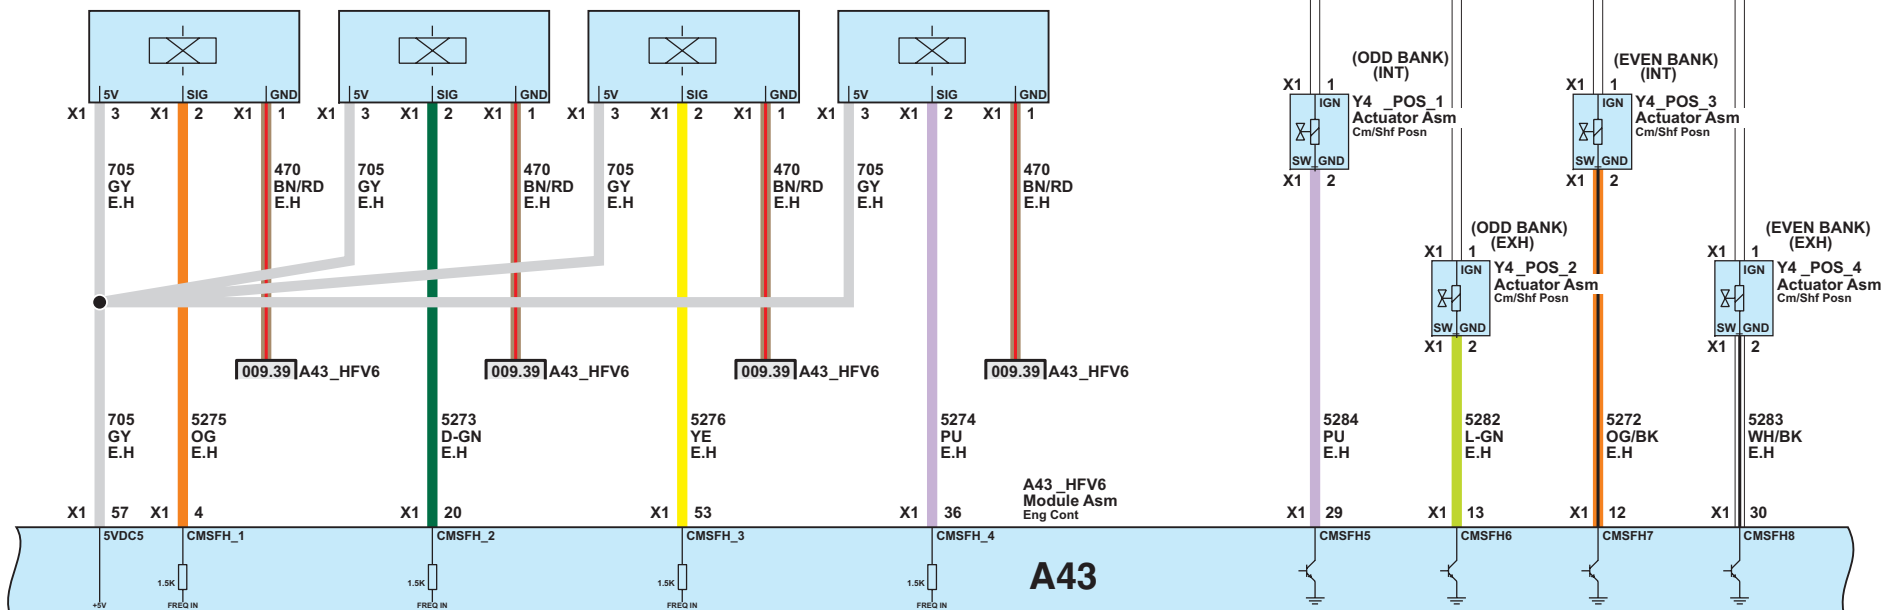 5V SIG GND 5V SIG GND 5V SIG GND 5V SIG GND
X1 3 X1 2 X1 1 X1 3 X1 2 X1 1 X1 3 X1 2 X1 1 X1 3 X1 2 X1 1
705
GY
E.H
470
BN/RD
E.H
705
GY
E.H
470
BN/RD
E.H
705
GY
E.H
470
BN/RD
E.H
705
GY
E.H
470
BN/RD
E.H
009.39 A43_HFV6
009.39 A43_HFV6
009.39 A43_HFV6
009.39 A43_HFV6
705
GY
E.H
5275
OG
E.H
5273
D-GN
E.H
5276
YE
E.H
5274
PU
E.H
A43_HFV6
Module Asm
Eng Cont
X1 57 X1 4 X1 20 X1 53 X1 36
5VDC5 CMSFH_1 CMSFH_2 CMSFH_3 CMSFH_4
1.5K 1.5K 1.5K 1.5K
+5V FREQ IN FREQ IN FREQ IN FREQ IN
A43
(ODD BANK)
(INT)
X1 1
IGN
Y4 _POS_1
Actuator Asm
Cm/Shf Posn
SW GND
X1 2
(EVEN BANK)
(INT)
X1 1
IGN
Y4_POS_3
Actuator Asm
Cm/Shf Posn
SW GND
X1 2
(ODD BANK)
(EXH)
X1 1
IGN
Y4_POS_2
Actuator Asm
Cm/Shf Posn
SW GND
X1 2
(EVEN BANK)
(EXH)
X1 1
IGN
Y4 _POS_4
Actuator Asm
Cm/Shf Posn
SW GND
X1 2
5284
PU
E.H
5282
L-GN
E.H
5272
OG/BK
E.H
5283
WH/BK
E.H
X1 29 X1 13 X1 12 X1 30
CMSFH5 CMSFH6 CMSFH7 CMSFH8